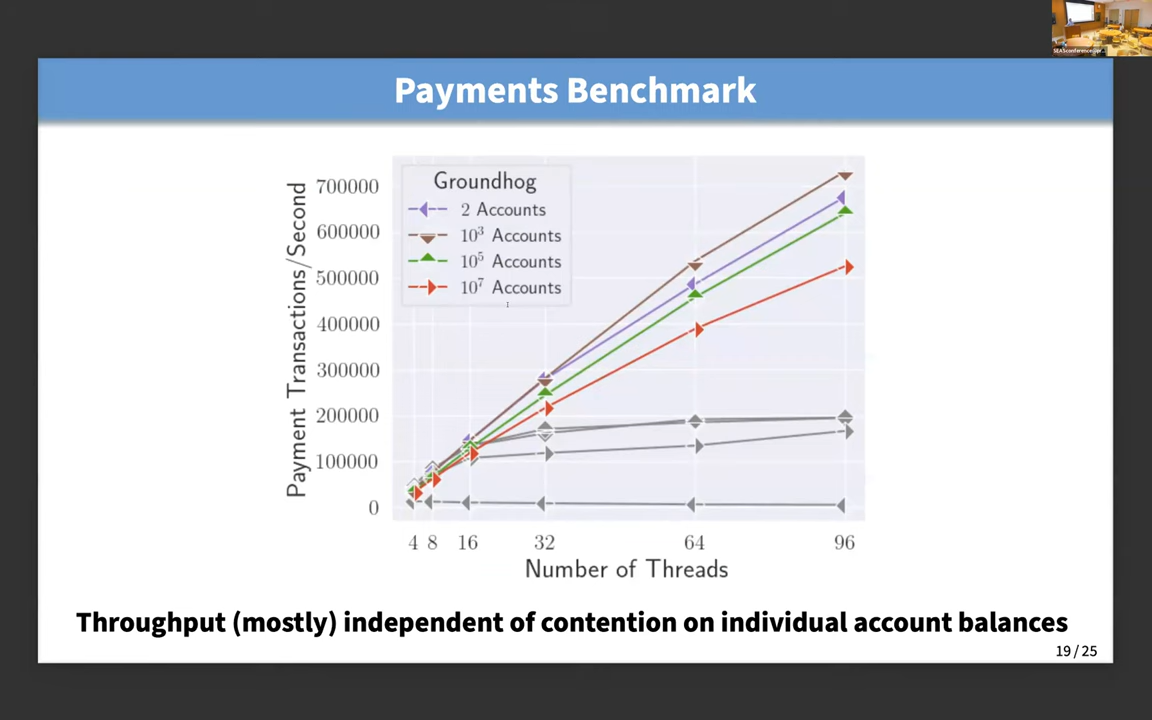 SEASconference@pr...
Payments Benchmark
Payment Transactions/Second
700000
600000
500000
400000
300000
200000
100000
0
Groundhog
2 Accounts
10³ Accounts
10⁵ Accounts
10⁷ Accounts
4 8 16 32 64 96
Number of Threads
Throughput (mostly) independent of contention on individual account balances
19 / 25